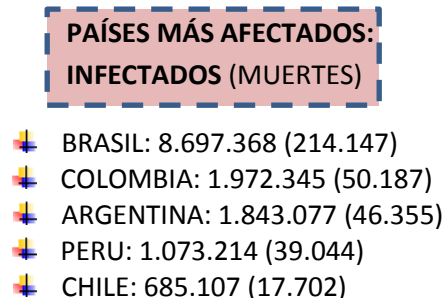 PAÍSES MÁS AFECTADOS:
INFECTADOS (MUERTES)
BRASIL: 8.697.368 (214.147)
COLOMBIA: 1.972.345 (50.187)
ARGENTINA: 1.843.077 (46.355)
PERU: 1.073.214 (39.044)
CHILE: 685.107 (17.702)